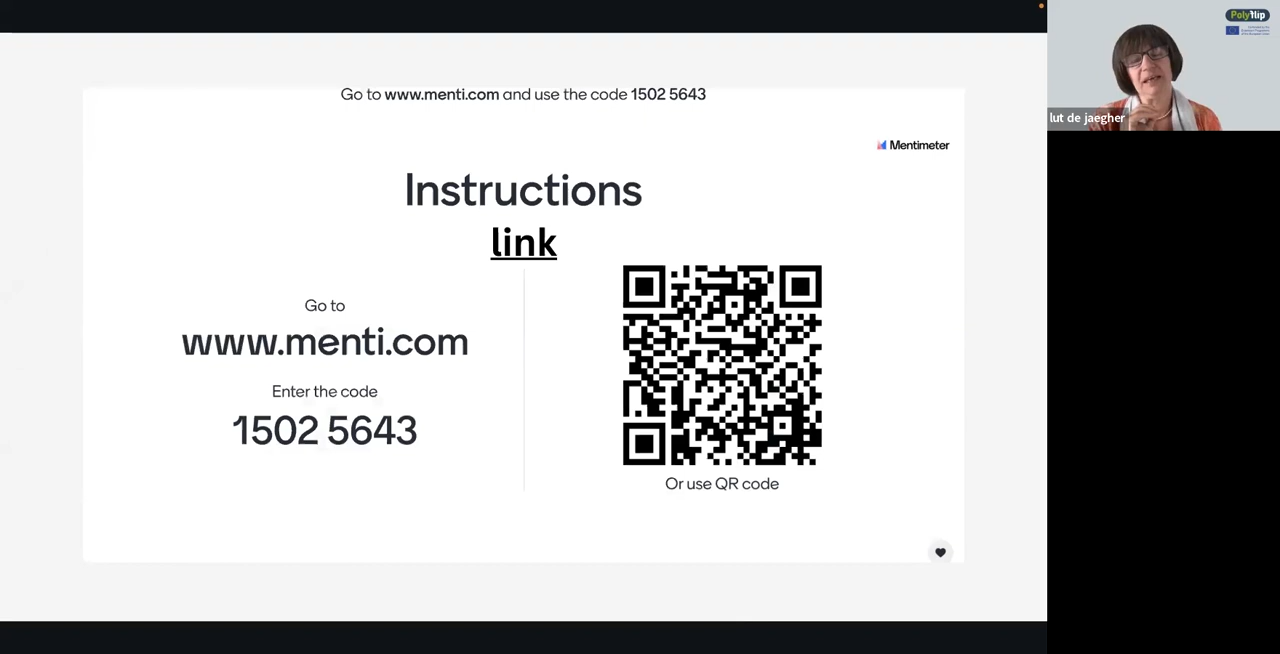 Go to www.menti.com and use the code 1502 5643
Mentimeter
Instructions
link
Go to
www.menti.com
Enter the code
1502 5643
Or use QR code
Polyflip
lut de jaegher